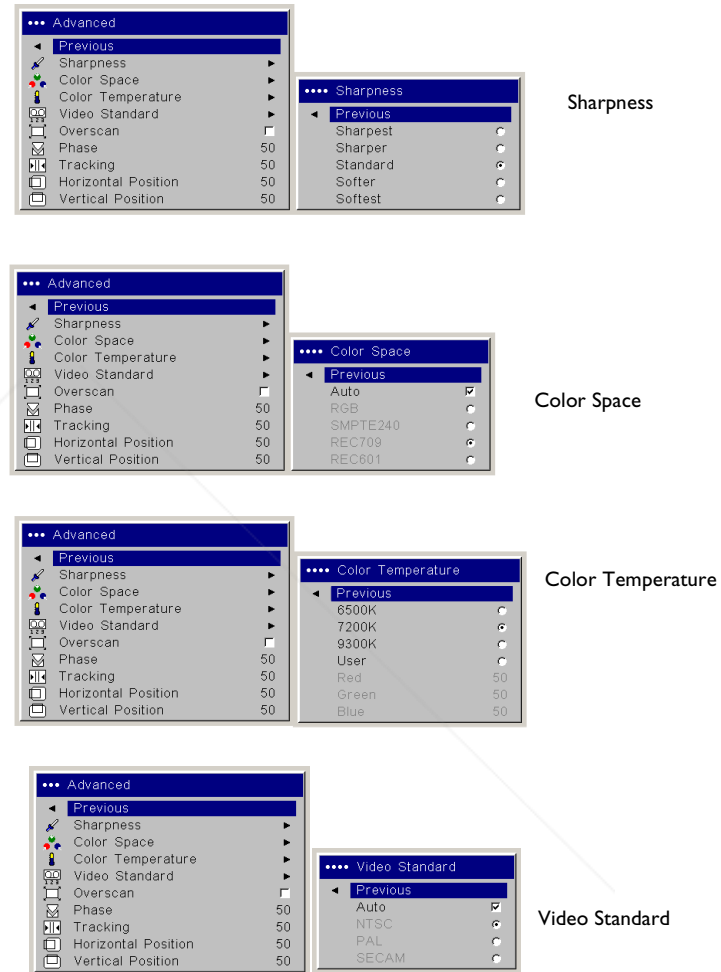 ••• Advanced
Previous
Sharpness
Color Space
Color Temperature
Video Standard
Overscan
Phase 50
Tracking 50
Horizontal Position 50
Vertical Position 50
•••• Sharpness
Previous
Sharpest
Sharper
Standard
Softer
Softest
Sharpness
••• Advanced
Previous
Sharpness
Color Space
Color Temperature
Video Standard
Overscan
Phase 50
Tracking 50
Horizontal Position 50
Vertical Position 50
•••• Color Space
Previous
Auto
RGB
SMPTE240
REC709
REC601
Color Space
••• Advanced
Previous
Sharpness
Color Space
Color Temperature
Video Standard
Overscan
Phase 50
Tracking 50
Horizontal Position 50
Vertical Position 50
•••• Color Temperature
Previous
6500K
7200K
9300K
User
Red 50
Green 50
Blue 50
Color Temperature
••• Advanced
Previous
Sharpness
Color Space
Color Temperature
Video Standard
Overscan
Phase 50
Tracking 50
Horizontal Position 50
Vertical Position 50
•••• Video Standard
Previous
Auto
NTSC
PAL
SECAM
Video Standard